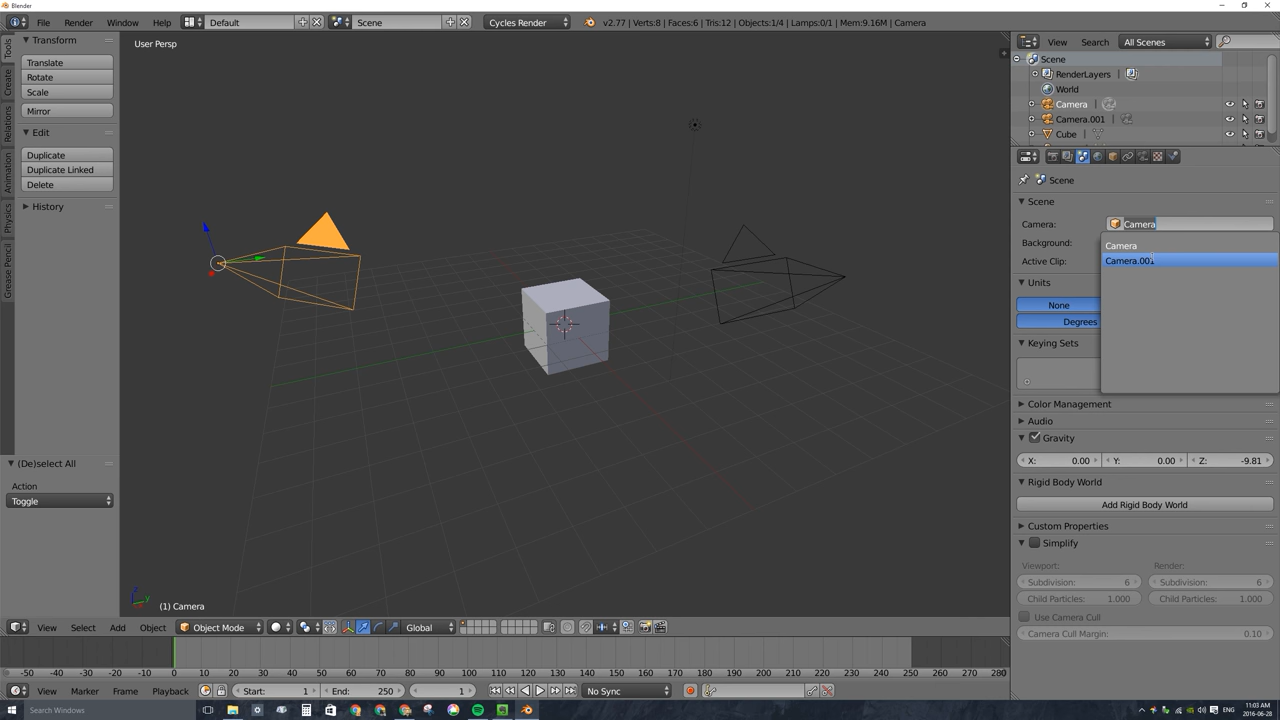 Blender
File Render Window Help Default Scene Cycles Render v2.77 | Verts:8 | Faces:6 | Tris:12 | Objects:1/4 | Lamps:0/1 | Mem:9.16M | Camera
Tools
Create
Relations
Animation
Physics
Grease Pencil
Transform
Translate
Rotate
Scale
Mirror
Edit
Duplicate
Duplicate Linked
Delete
History
(De)select All
Action
Toggle
User Persp
(1) Camera
View Select Add Object Object Mode Global
View Search All Scenes
Scene
RenderLayers
World
Camera
Camera.001
Cube
Scene
Scene
Camera: Camera
Background:
Active Clip:
Camera
Camera.001
Units
None
Degrees
Keying Sets
Color Management
Audio
Gravity
X: 0.00 Y: 0.00 Z: -9.81
Rigid Body World
Add Rigid Body World
Custom Properties
Simplify
Viewport: Render:
Subdivision: 6 Subdivision: 6
Child Particles: 1.000 Child Particles: 1.000
Use Camera Cull
Camera Cull Margin: 0.10
-50 -40 -30 -20 -10 0 10 20 30 40 50 60 70 80 90 100 110 120 130 140 150 160 170 180 190 200 210 220 230 240 250 260 270 280
View Marker Frame Playback Start: 1 End: 250 1 No Sync
Search Windows
ENG
11:03 AM
2016-06-28